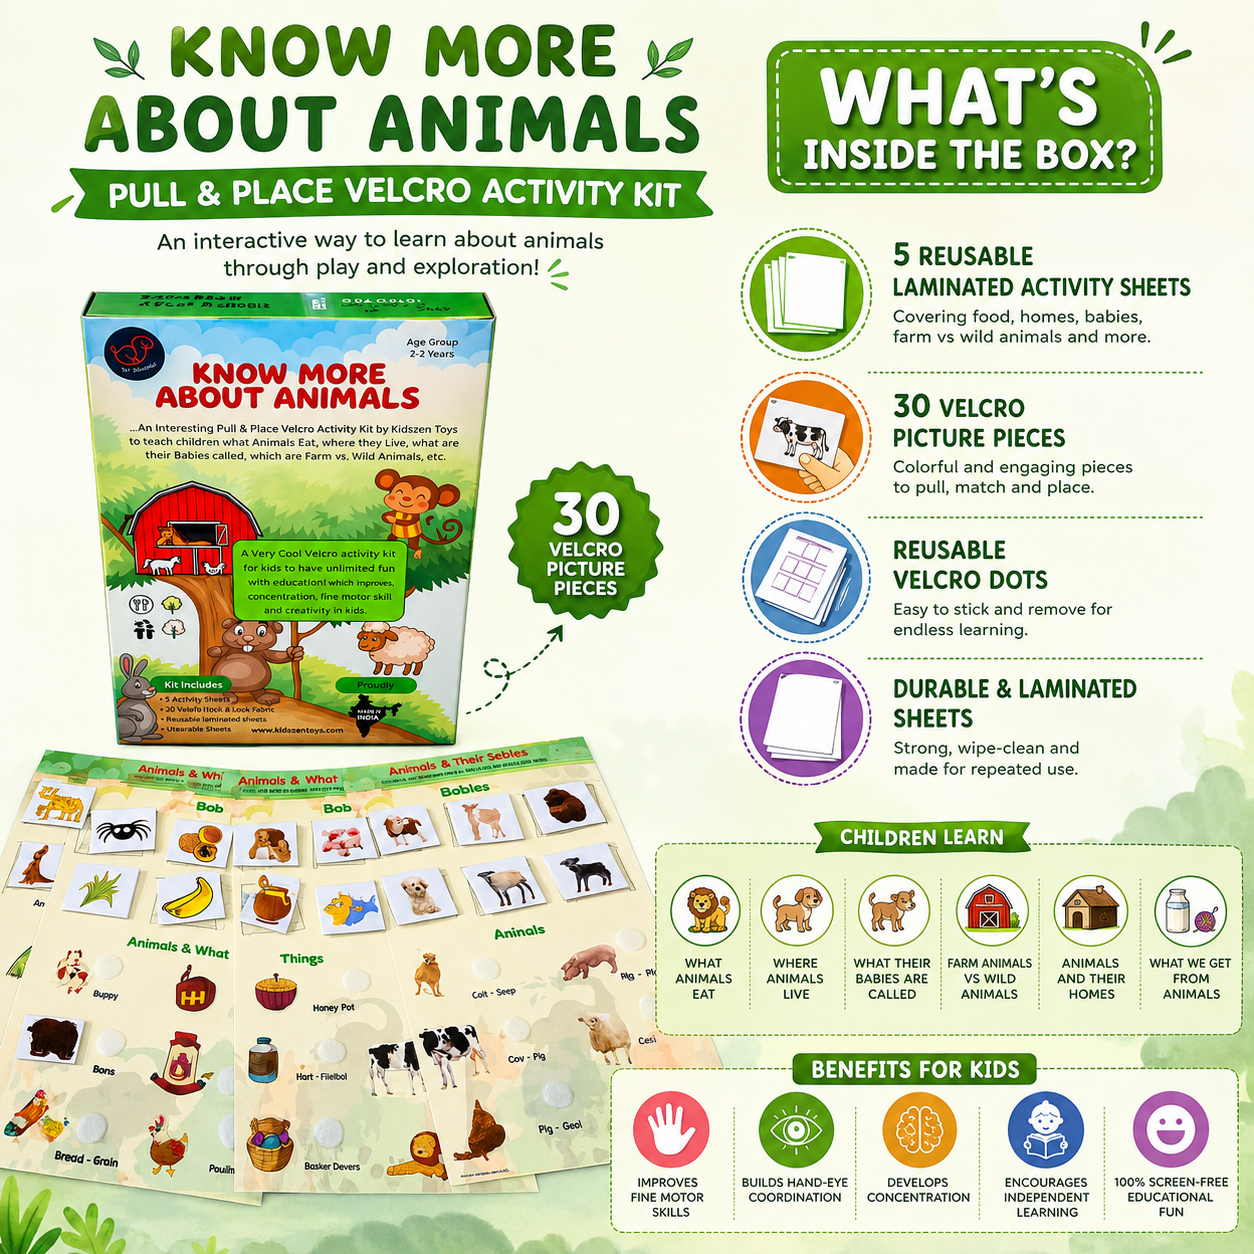 KNOW MORE
ABOUT ANIMALS
PULL & PLACE VELCRO ACTIVITY KIT
An interactive way to learn about animals
through play and exploration!
Age Group
2-2 Years
KNOW MORE
ABOUT ANIMALS
...An Interesting Pull & Place Velcro Activity Kit by Kidszen Toys
to teach children what Animals Eat, where they Live, what are
their Babies called, which are Farm vs. Wild Animals, etc.
A Very Cool Velcro activity kit
for kids to have unlimited fun
with education! which improves,
concentration, fine motor skill
and creativity in kids.
Kit Includes
• 5 Activity Sheets
• 30 Velofo Hock & Lock Fabric
• Reusable laminated sheets
• Utearable Sheets
www.kidazentoys.com
Proudly
MADE IN
INDIA
30
VELCRO
PICTURE
PIECES
Animals & Whi
Animals & What
Animals & Their Sebles
Bob
Bob
Bobles
An
Animals & What
Things
Aninals
Buppy
Honey Pot
Coit - Seep
Bons
Hart - Fiielbol
Cov - Pig
Cesi
Bread - Grain
Poulin
Basker Devers
Pig - Geol
WHAT'S
INSIDE THE BOX?
5 REUSABLE
LAMINATED ACTIVITY SHEETS
Covering food, homes, babies,
farm vs wild animals and more.
30 VELCRO
PICTURE PIECES
Colorful and engaging pieces
to pull, match and place.
REUSABLE
VELCRO DOTS
Easy to stick and remove for
endless learning.
DURABLE & LAMINATED
SHEETS
Strong, wipe-clean and
made for repeated use.
CHILDREN LEARN
WHAT
ANIMALS
EAT
WHERE
ANIMALS
LIVE
WHAT THEIR
BABIES ARE
CALLED
FARM ANIMALS
VS WILD
ANIMALS
ANIMALS
AND THEIR
HOMES
WHAT WE GET
FROM
ANIMALS
BENEFITS FOR KIDS
IMPROVES
FINE MOTOR
SKILLS
BUILDS HAND-EYE
COORDINATION
DEVELOPS
CONCENTRATION
ENCOURAGES
INDEPENDENT
LEARNING
100% SCREEN-FREE
EDUCATIONAL
FUN